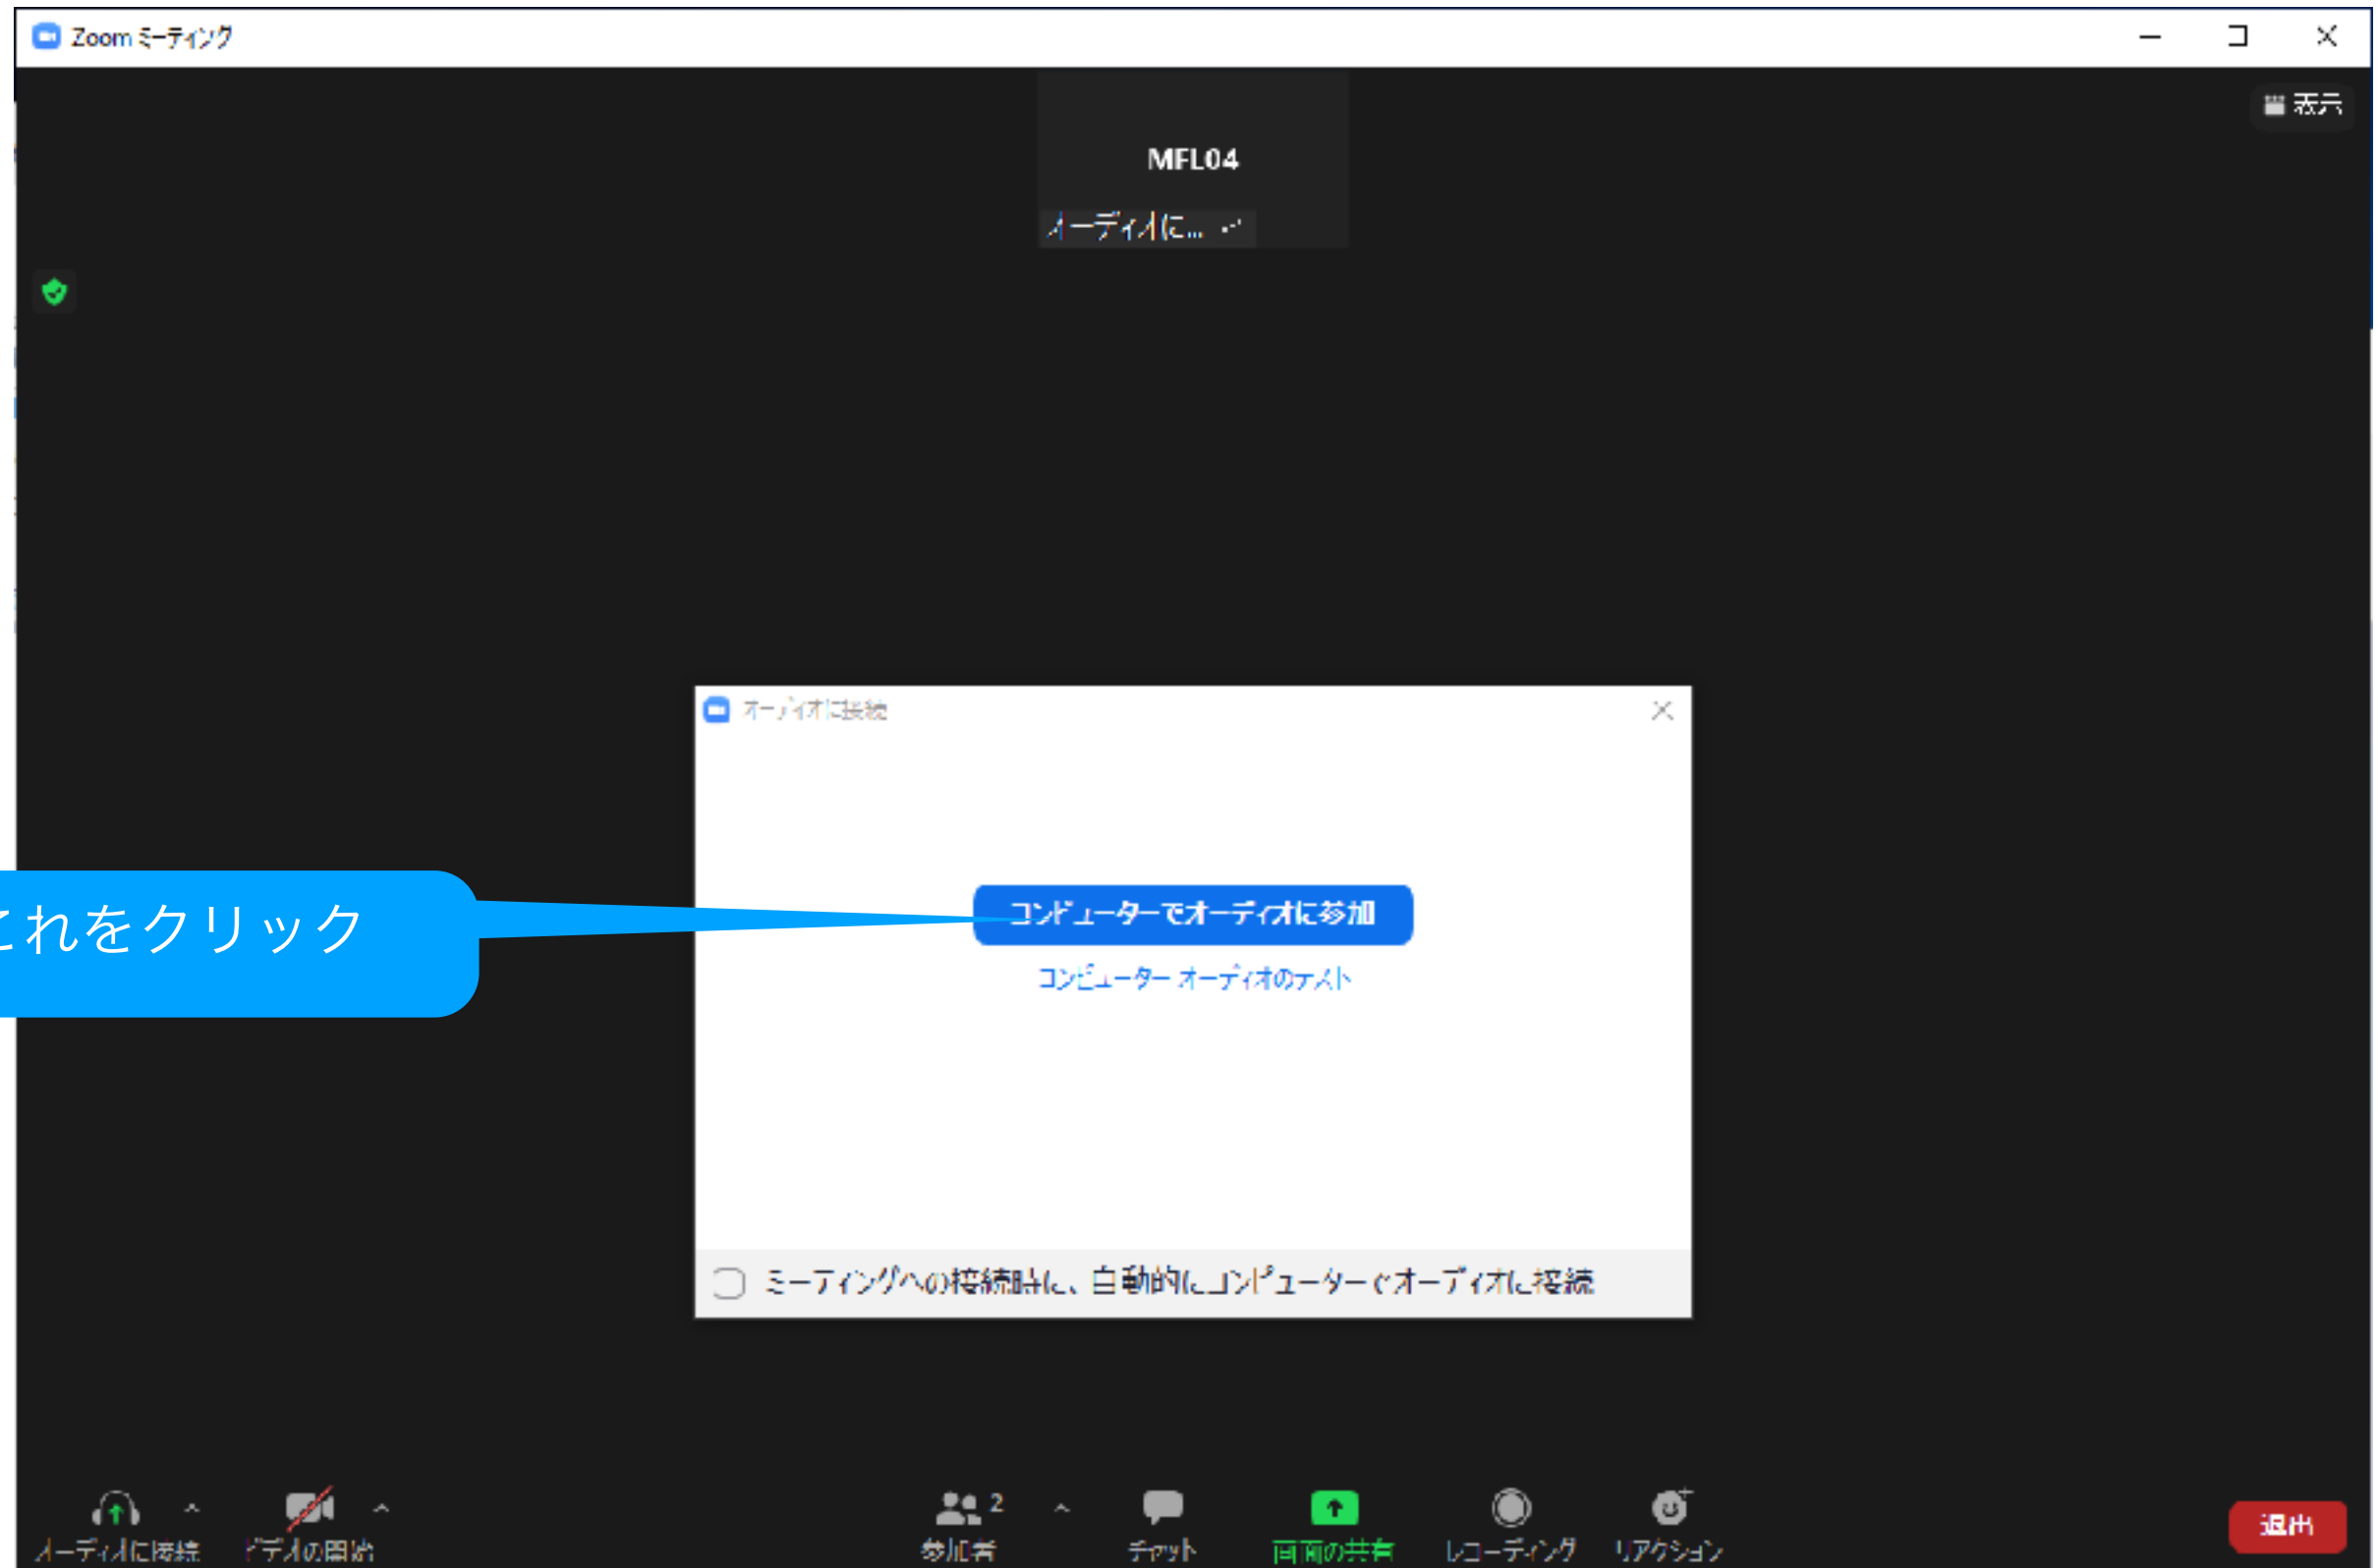 Zoom ミーティング
表示
MFL04
オーディオに...
オーディオに接続
コンピューターでオーディオに参加
これをクリック
コンピューター オーディオのテスト
ミーティングへの接続時に、自動的にコンピューターでオーディオに接続
オーディオに接続 ビデオの開始 参加者 2 チャット 画面の共有 レコーディング リアクション 退出